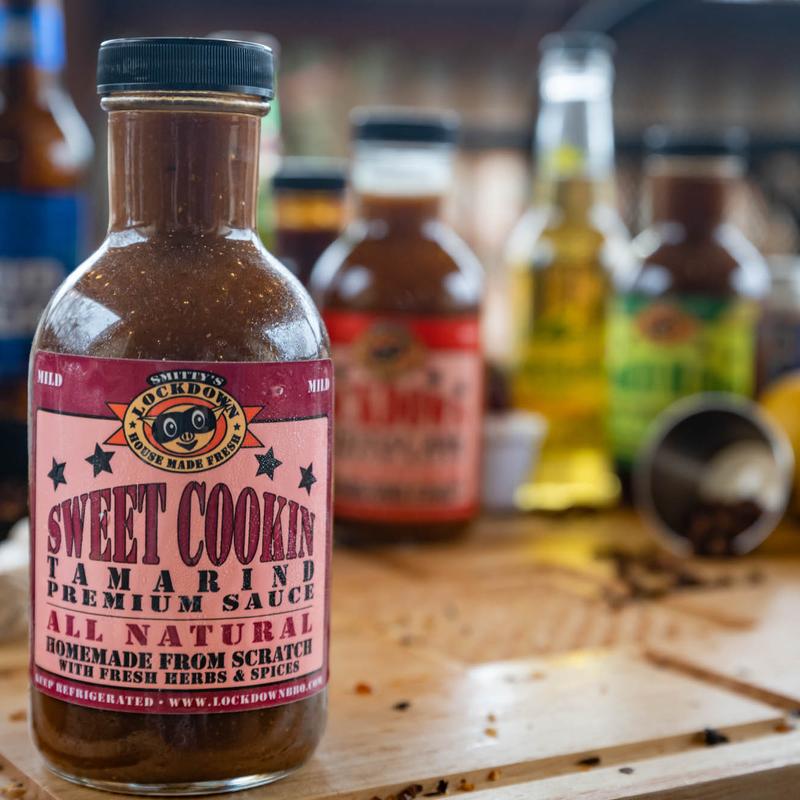 MILD
MILD
SMITTY'S
LOCKDOWN
HOUSE MADE FRESH
SWEET COOKIN
TAMARIND
PREMIUM SAUCE
ALL NATURAL
HOMEMADE FROM SCRATCH
WITH FRESH HERBS & SPICES
KEEP REFRIGERATED • WWW.LOCKDOWNBBQ.COM